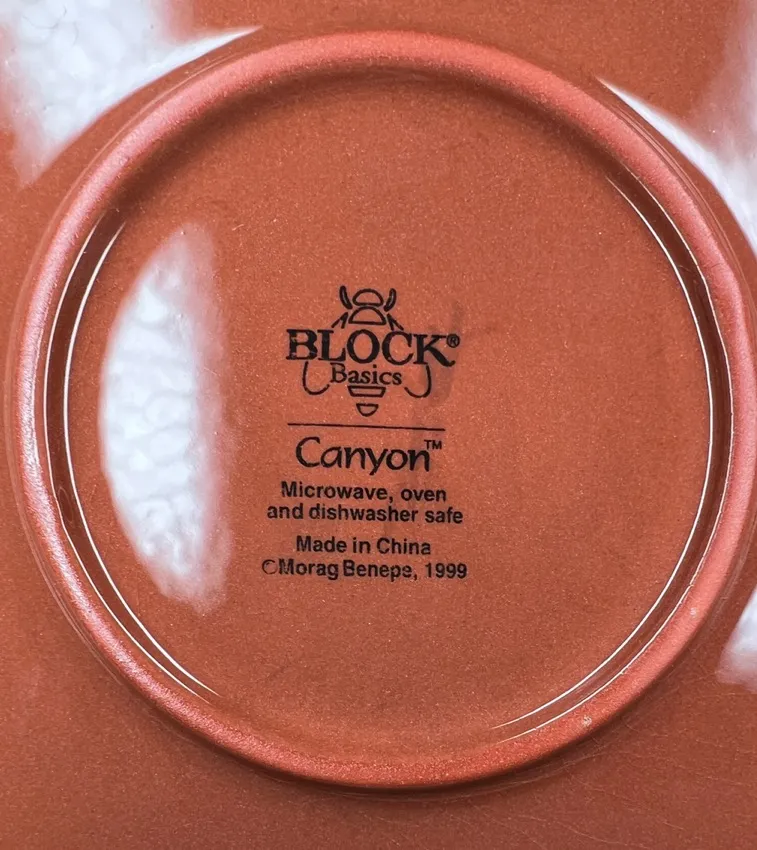 BLOCK®
Basics
Canyon™
Microwave, oven
and dishwasher safe
Made in China
©Morag Benepe, 1999